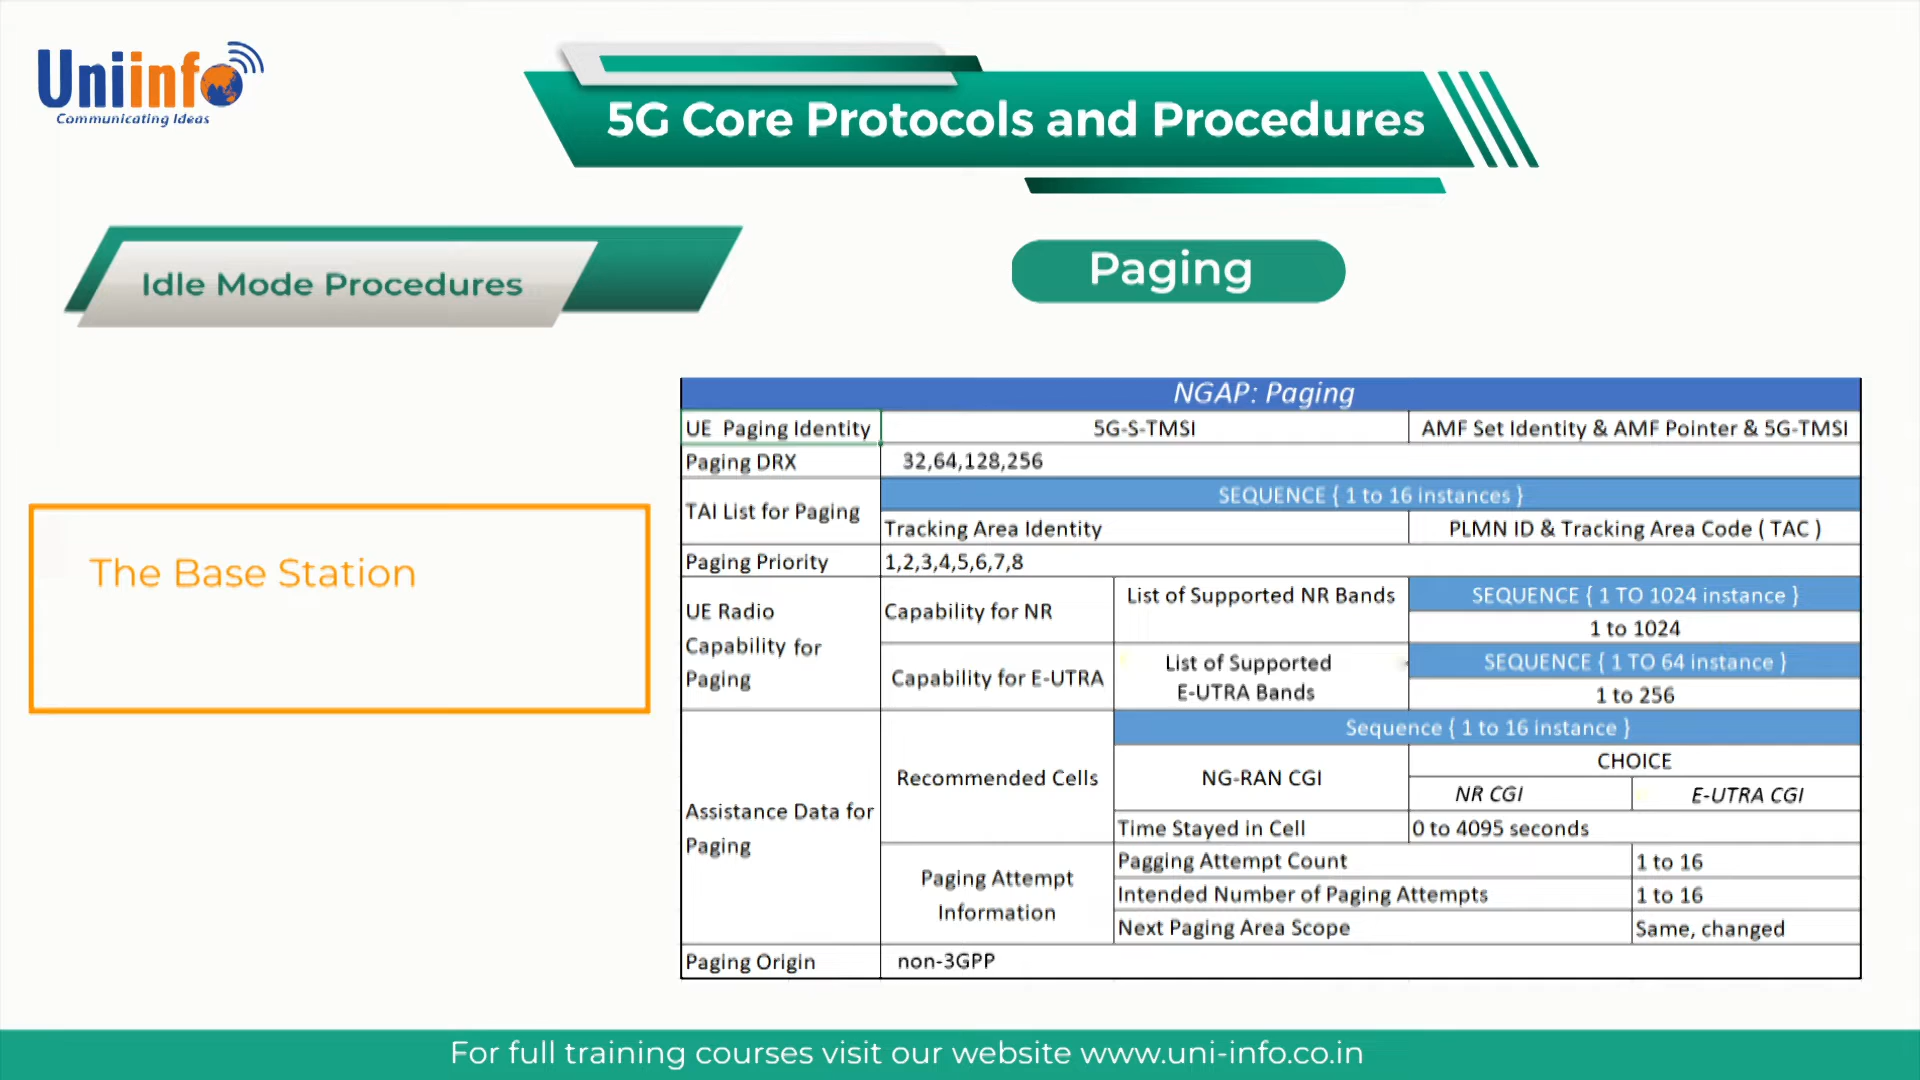 Uniinfo
Communicating Ideas
5G Core Protocols and Procedures
Idle Mode Procedures
Paging
The Base Station
NGAP: Paging
UE Paging Identity
5G-S-TMSI
AMF Set Identity & AMF Pointer & 5G-TMSI
Paging DRX
32,64,128,256
TAI List for Paging
SEQUENCE { 1 to 16 instances }
Tracking Area Identity
PLMN ID & Tracking Area Code ( TAC )
Paging Priority
1,2,3,4,5,6,7,8
UE Radio
Capability for
Paging
Capability for NR
List of Supported NR Bands
SEQUENCE { 1 TO 1024 instance }
1 to 1024
Capability for E-UTRA
List of Supported
E-UTRA Bands
SEQUENCE { 1 TO 64 instance }
1 to 256
Assistance Data for
Paging
Recommended Cells
Sequence { 1 to 16 instance }
NG-RAN CGI
CHOICE
NR CGI
E-UTRA CGI
Time Stayed in Cell
0 to 4095 seconds
Paging Attempt
Information
Pagging Attempt Count
1 to 16
Intended Number of Paging Attempts
1 to 16
Next Paging Area Scope
Same, changed
Paging Origin
non-3GPP
For full training courses visit our website www.uni-info.co.in